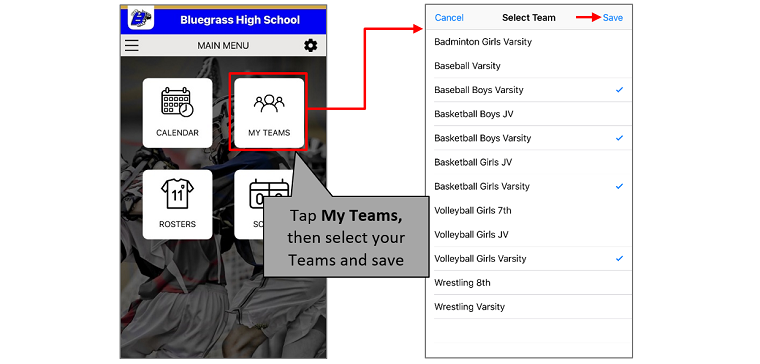 Bluegrass High School
MAIN MENU
CALENDAR
MY TEAMS
ROSTERS
11
Tap My Teams,
then select your
Teams and save
Cancel
Select Team
Save
Badminton Girls Varsity
Baseball Varsity
Baseball Boys Varsity
Basketball Boys JV
Basketball Boys Varsity
Basketball Girls JV
Basketball Girls Varsity
Volleyball Girls 7th
Volleyball Girls JV
Volleyball Girls Varsity
Wrestling 8th
Wrestling Varsity